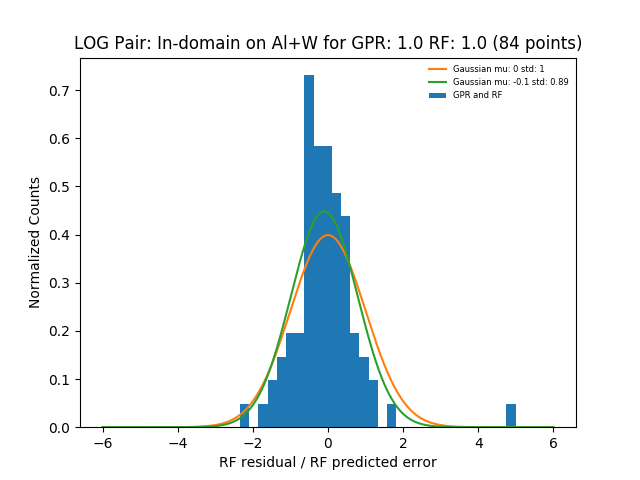 LOG Pair: In-domain on Al+W for GPR: 1.0 RF: 1.0 (84 points)
Gaussian mu: 0 std: 1
Gaussian mu: -0.1 std: 0.89
GPR and RF
Normalized Counts
0.7
0.6
0.5
0.4
0.3
0.2
0.1
0.0
−6 −4 −2 0 2 4 6
RF residual / RF predicted error